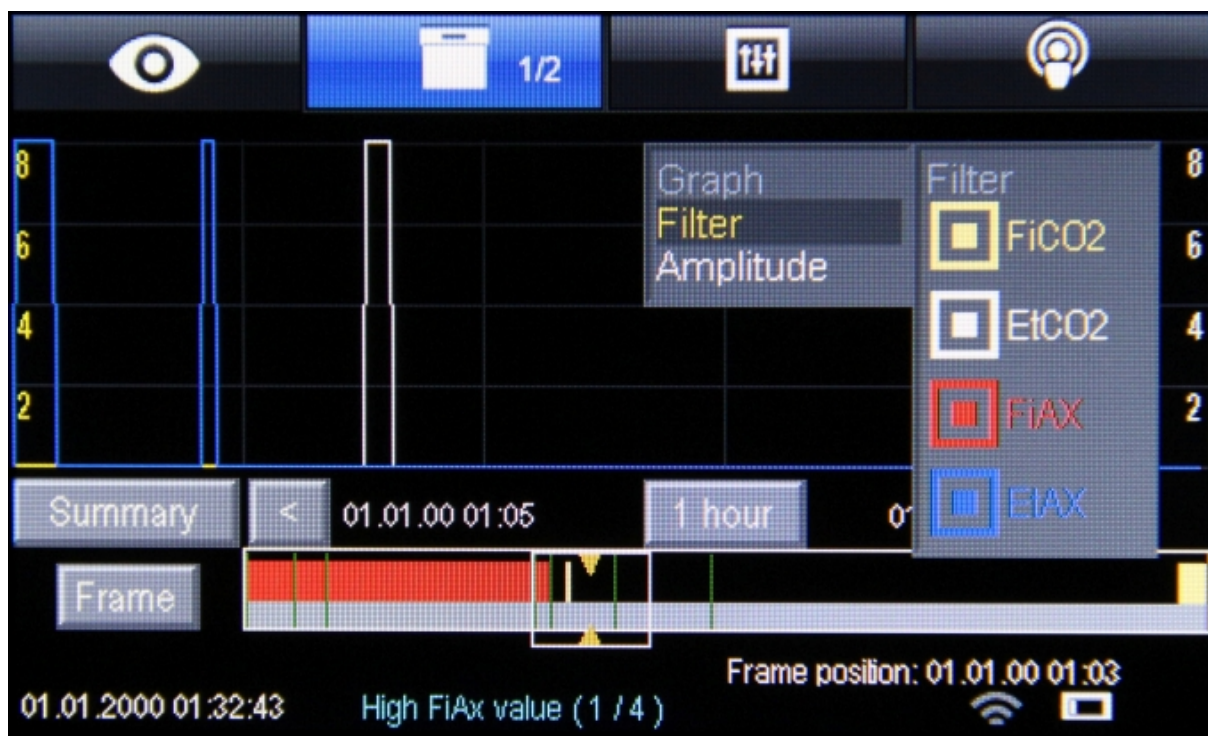 1/2
8
6
4
2
Graph
Filter
Amplitude
Filter
FiCO2
EtCO2
FiAX
EtAX
8
6
4
2
Summary
<
01.01.00 01:05
1 hour
Frame
Frame position: 01.01.00 01:03
01.01.2000 01:32:43
High FiAx value ( 1 / 4 )